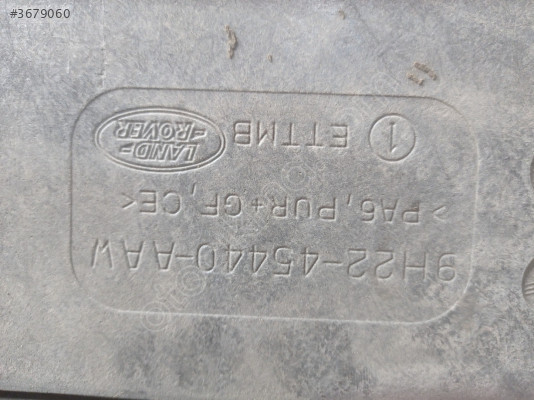 #3679060
9H22-45440-AAW
>PA6, PUR+GF, CE<
① ETTMB
LAND-
-ROVER